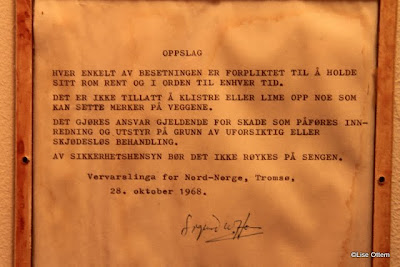 OPPSLAG
HVER ENKELT AV BESETNINGEN ER FORPLIKTET TIL Å HOLDE
SITT ROM RENT OG I ORDEN TIL ENHVER TID.
DET ER IKKE TILLATT Å KLISTRE ELLER LIME OPP NOE SOM
KAN SETTE MERKER PÅ VEGGENE.
DET GJØRES ANSVAR GJELDENDE FOR SKADE SOM PÅFØRES INN-
REDNING OG UTSTYR PÅ GRUNN AV UFORSIKTIG ELLER
SKJØDESLØS BEHANDLING.
AV SIKKERHETSHENSYN BØR DET IKKE RØYKES PÅ SENGEN.
Vervarslinga for Nord-Norge, Tromsø.
28. oktober 1968.
©Lise Ottem